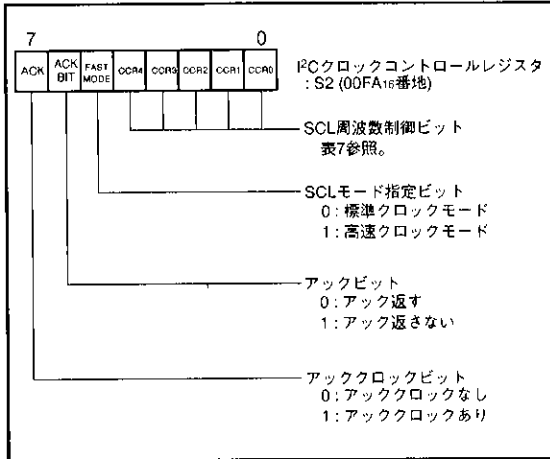 7 0
ACK ACK BIT FAST MODE CCR4 CCR3 CCR2 CCR1 CCR0
I²Cクロックコントロールレジスタ
: S2 (00FA₁₆番地)
SCL周波数制御ビット
表7参照。
SCLモード指定ビット
0 : 標準クロックモード
1 : 高速クロックモード
アックビット
0 : アック返す
1 : アック返さない
アッククロックビット
0 : アッククロックなし
1 : アッククロックあり